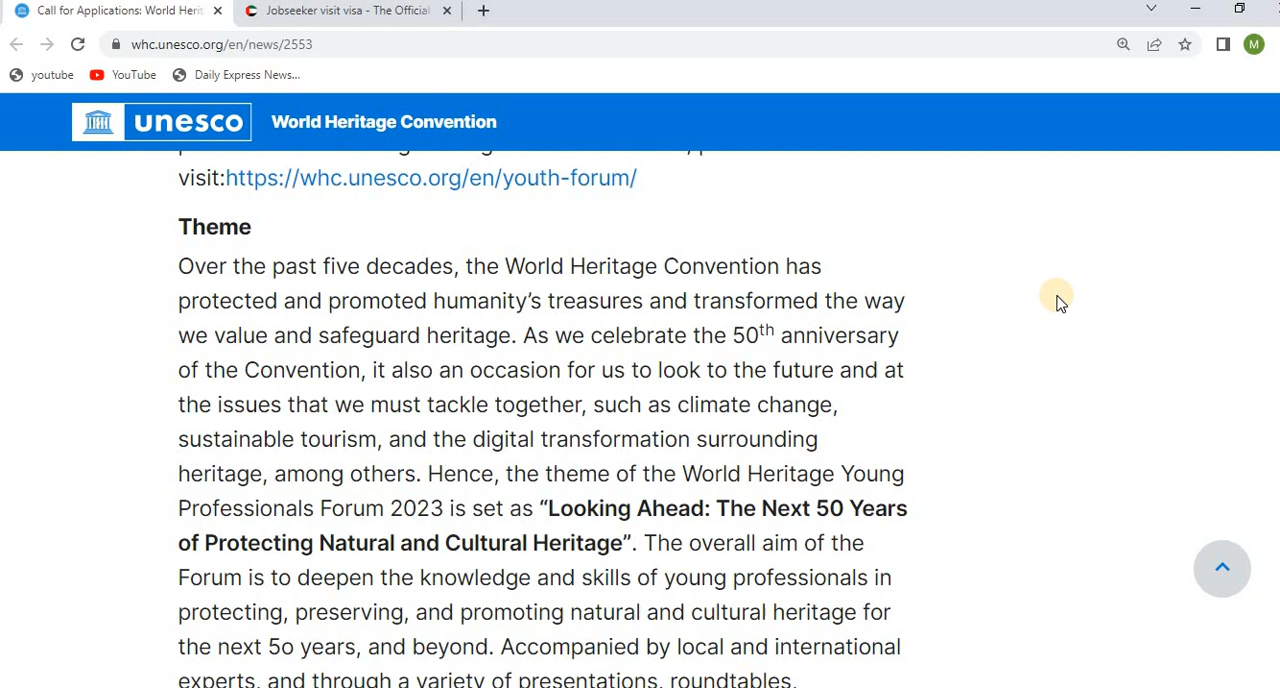 Call for Applications: World Herit
Jobseeker visit visa - The Official
whc.unesco.org/en/news/2553
M
youtube
YouTube
Daily Express News...
unesco
World Heritage Convention
visit:https://whc.unesco.org/en/youth-forum/
Theme
Over the past five decades, the World Heritage Convention has
protected and promoted humanity's treasures and transformed the way
we value and safeguard heritage. As we celebrate the 50th anniversary
of the Convention, it also an occasion for us to look to the future and at
the issues that we must tackle together, such as climate change,
sustainable tourism, and the digital transformation surrounding
heritage, among others. Hence, the theme of the World Heritage Young
Professionals Forum 2023 is set as “Looking Ahead: The Next 50 Years
of Protecting Natural and Cultural Heritage”. The overall aim of the
Forum is to deepen the knowledge and skills of young professionals in
protecting, preserving, and promoting natural and cultural heritage for
the next 5o years, and beyond. Accompanied by local and international
experts, and through a variety of presentations, roundtables,